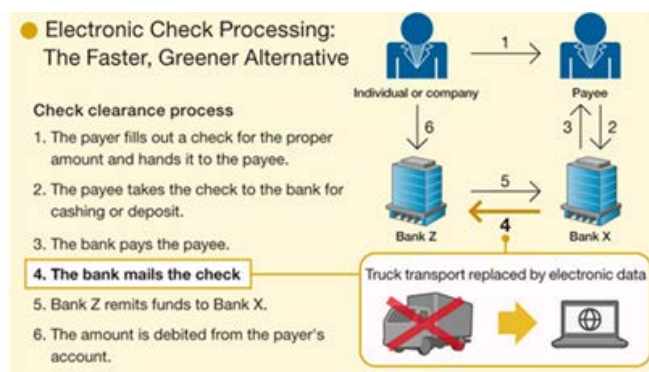 Electronic Check Processing:
The Faster, Greener Alternative
Check clearance process
1. The payer fills out a check for the proper
amount and hands it to the payee.
2. The payee takes the check to the bank for
cashing or deposit.
3. The bank pays the payee.
4. The bank mails the check
5. Bank Z remits funds to Bank X.
6. The amount is debited from the payer's
account.
1
Individual or company
Payee
6
3
2
5
4
Bank Z
Bank X
Truck transport replaced by electronic data